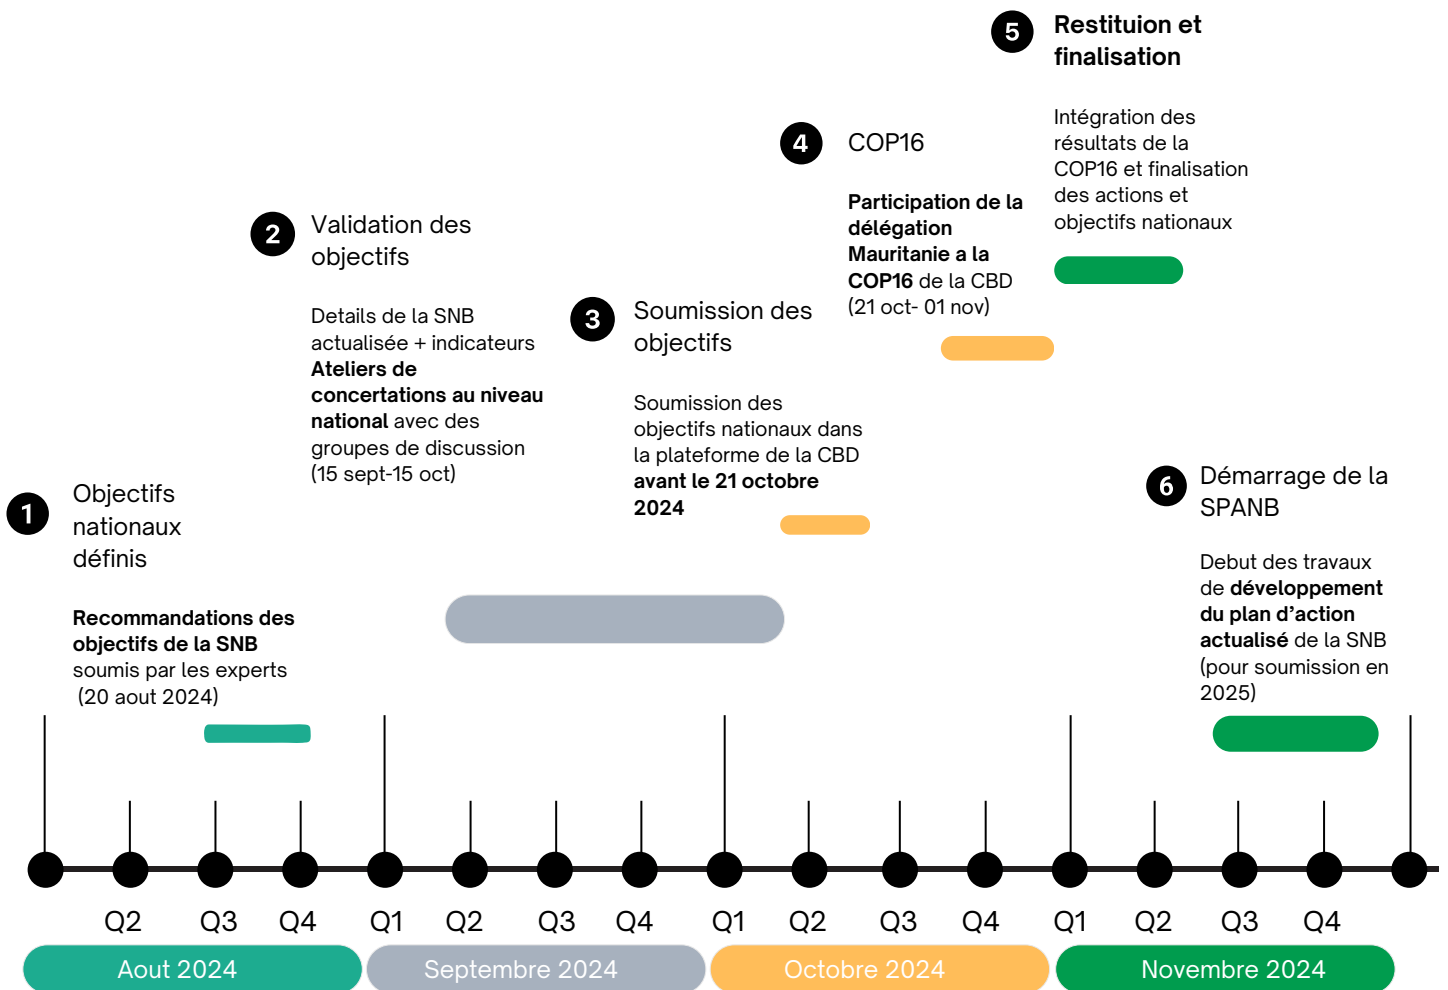 1
Objectifs
nationaux
définis
Recommandations des
objectifs de la SNB
soumis par les experts
(20 aout 2024)
2
Validation des
objectifs
Details de la SNB
actualisée + indicateurs
Ateliers de
concertations au niveau
national avec des
groupes de discussion
(15 sept-15 oct)
3
Soumission des
objectifs
Soumission des
objectifs nationaux dans
la plateforme de la CBD
avant le 21 octobre
2024
4
COP16
Participation de la
délégation
Mauritanie a la
COP16 de la CBD
(21 oct- 01 nov)
5
Restituion et
finalisation
Intégration des
résultats de la
COP16 et finalisation
des actions et
objectifs nationaux
6
Démarrage de la
SPANB
Debut des travaux
de développement
du plan d’action
actualisé de la SNB
(pour soumission en
2025)
Q2 Q3 Q4 Q1 Q2 Q3 Q4 Q1 Q2 Q3 Q4 Q1 Q2 Q3 Q4
Aout 2024 Septembre 2024 Octobre 2024 Novembre 2024